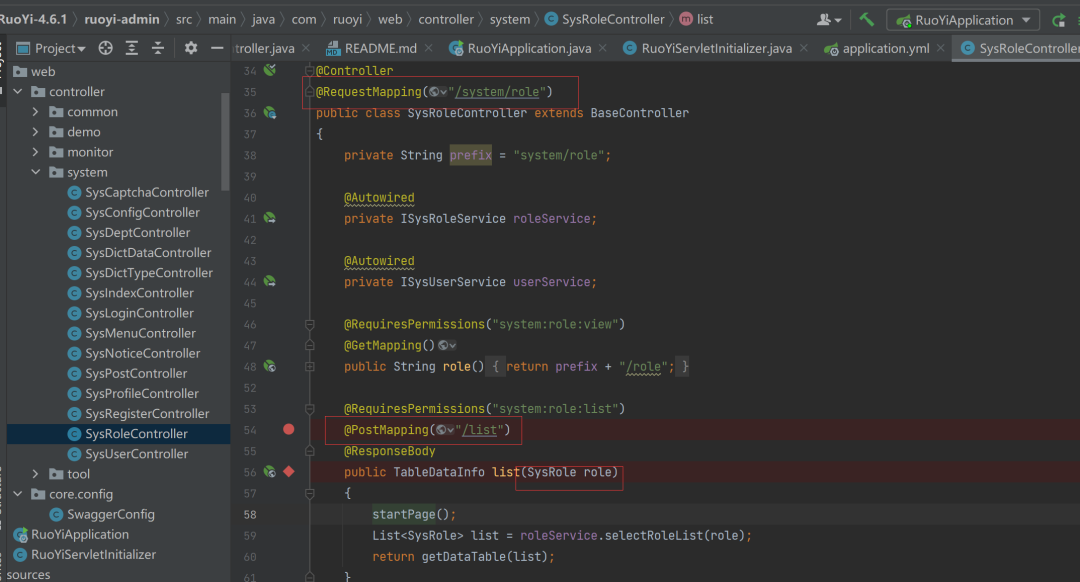 RuoYi-4.6.1 › ruoyi-admin › src › main › java › com › ruoyi › web › controller › system › SysRoleController › list RuoYiApplication
Project troller.java × README.md × RuoYiApplication.java × RuoYiServletInitializer.java × application.yml × SysRoleController
web
controller
common
demo
monitor
system
SysCaptchaController
SysConfigController
SysDeptController
SysDictDataController
SysDictTypeController
SysIndexController
SysLoginController
SysMenuController
SysNoticeController
SysPostController
SysProfileController
SysRegisterController
SysRoleController
SysUserController
tool
core.config
SwaggerConfig
RuoYiApplication
RuoYiServletInitializer
sources
34 @Controller
35 @RequestMapping("/system/role")
36 public class SysRoleController extends BaseController
37 {
38 private String prefix = "system/role";
39
40 @Autowired
41 private ISysRoleService roleService;
42
43 @Autowired
44 private ISysUserService userService;
45
46 @RequiresPermissions("system:role:view")
47 @GetMapping()
48 public String role() { return prefix + "/role"; }
52
53 @RequiresPermissions("system:role:list")
54 @PostMapping("/list")
55 @ResponseBody
56 public TableDataInfo list(SysRole role)
57 {
58 startPage();
59 List<SysRole> list = roleService.selectRoleList(role);
60 return getDataTable(list);
61 }